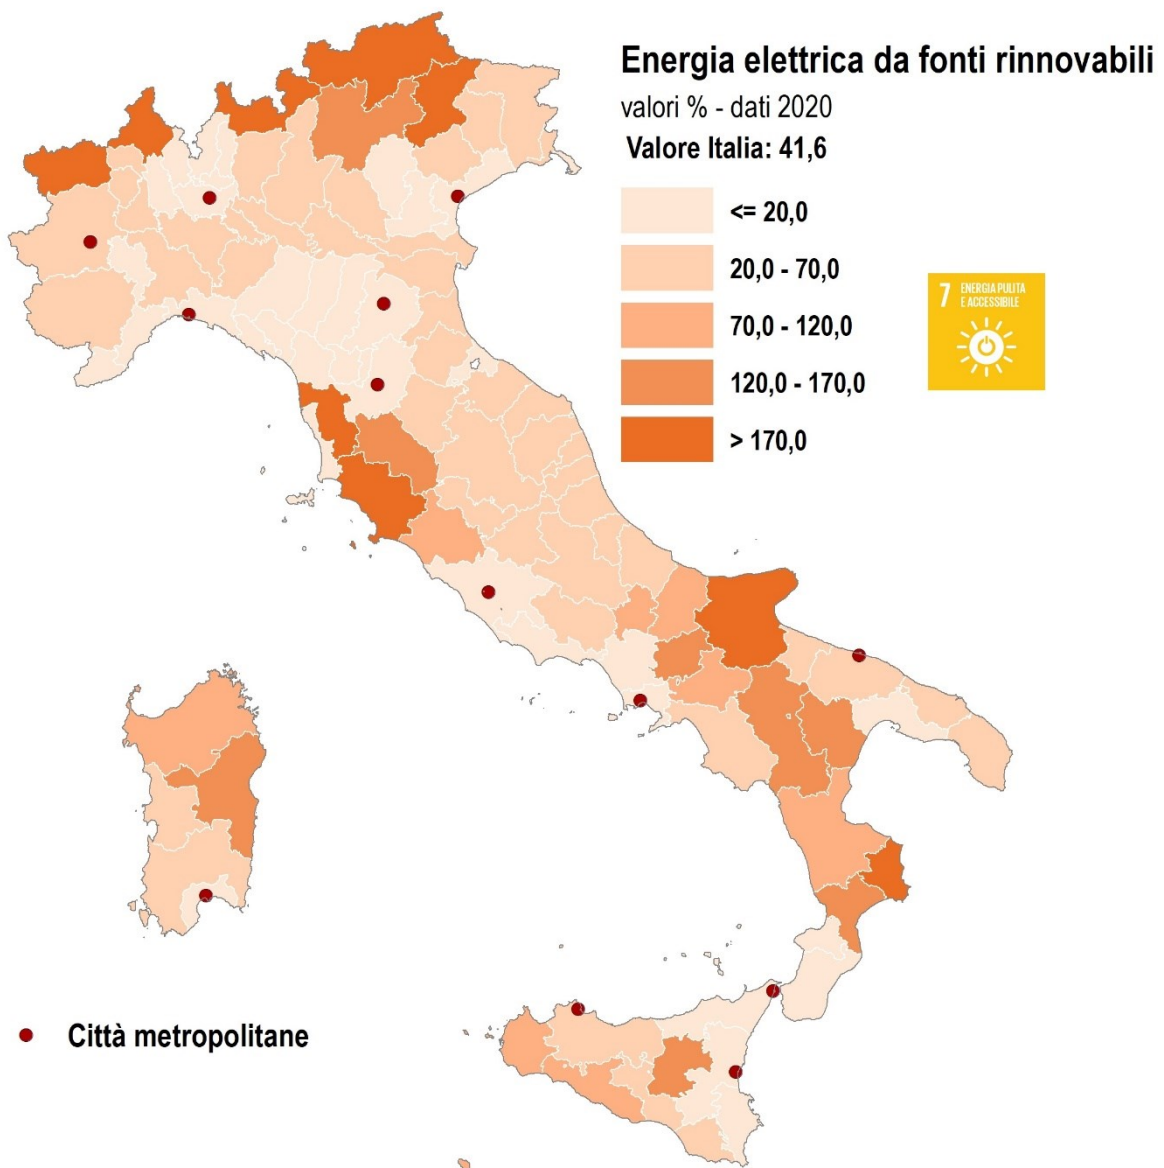 Energia elettrica da fonti rinnovabili
valori % - dati 2020
Valore Italia: 41,6
<= 20,0
20,0 - 70,0
70,0 - 120,0
120,0 - 170,0
> 170,0
7 ENERGIA PULITA
E ACCESSIBILE
Città metropolitane